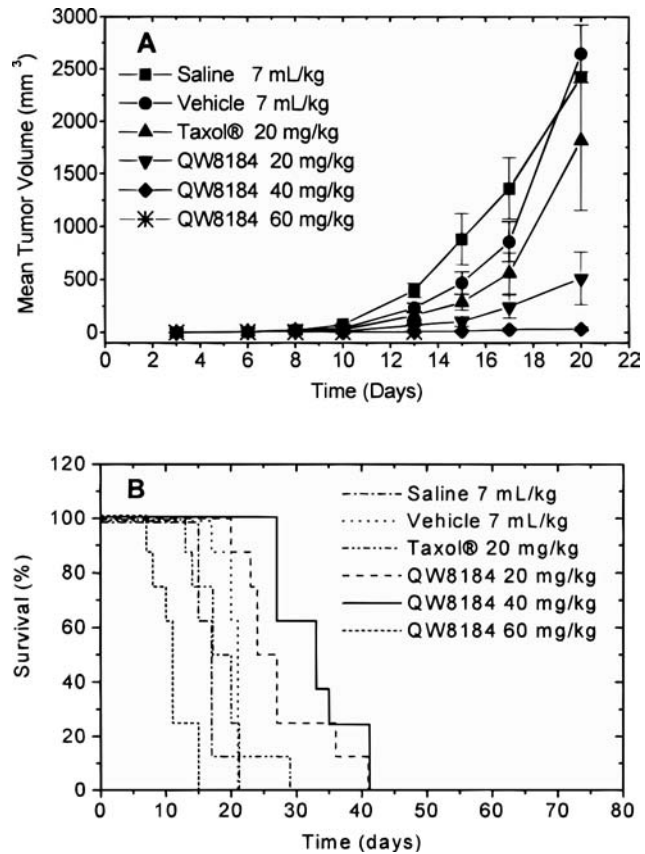 3000
2500
2000
1500
1000
500
0
Mean Tumor Volume (mm³)
A
Saline 7 mL/kg
Vehicle 7 mL/kg
Taxol® 20 mg/kg
QW8184 20 mg/kg
QW8184 40 mg/kg
QW8184 60 mg/kg
0 2 4 6 8 10 12 14 16 18 20 22
Time (Days)
120
100
80
60
40
20
0
Survival (%)
B
Saline 7 mL/kg
Vehicle 7 mL/kg
Taxol® 20 mg/kg
QW8184 20 mg/kg
QW8184 40 mg/kg
QW8184 60 mg/kg
0 10 20 30 40 50 60 70 80
Time (days)